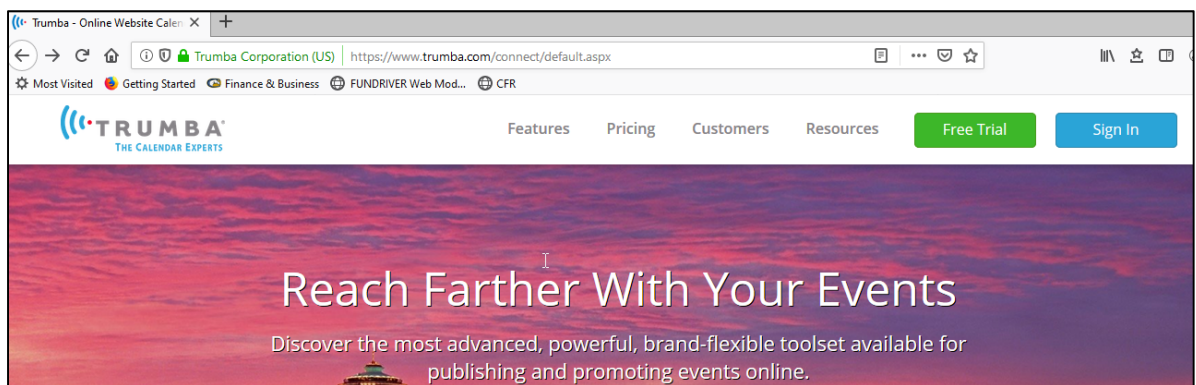 Trumba - Online Website Calen
Trumba Corporation (US) https://www.trumba.com/connect/default.aspx
Most Visited Getting Started Finance & Business FUNDRIVER Web Mod... CFR
TRUMBA
THE CALENDAR EXPERTS
Features Pricing Customers Resources Free Trial Sign In
Reach Farther With Your Events
Discover the most advanced, powerful, brand-flexible toolset available for
publishing and promoting events online.